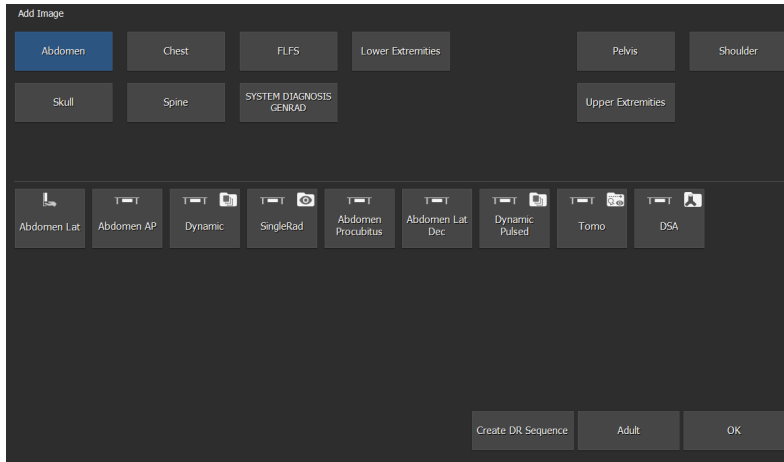 Add Image
Abdomen
Chest
FLFS
Lower Extremities
Pelvis
Shoulder
Skull
Spine
SYSTEM DIAGNOSIS
GENRAD
Upper Extremities
Abdomen Lat
Abdomen AP
Dynamic
SingleRad
Abdomen
Procubitus
Abdomen Lat
Dec
Dynamic
Pulsed
Tomo
DSA
Create DR Sequence
Adult
OK